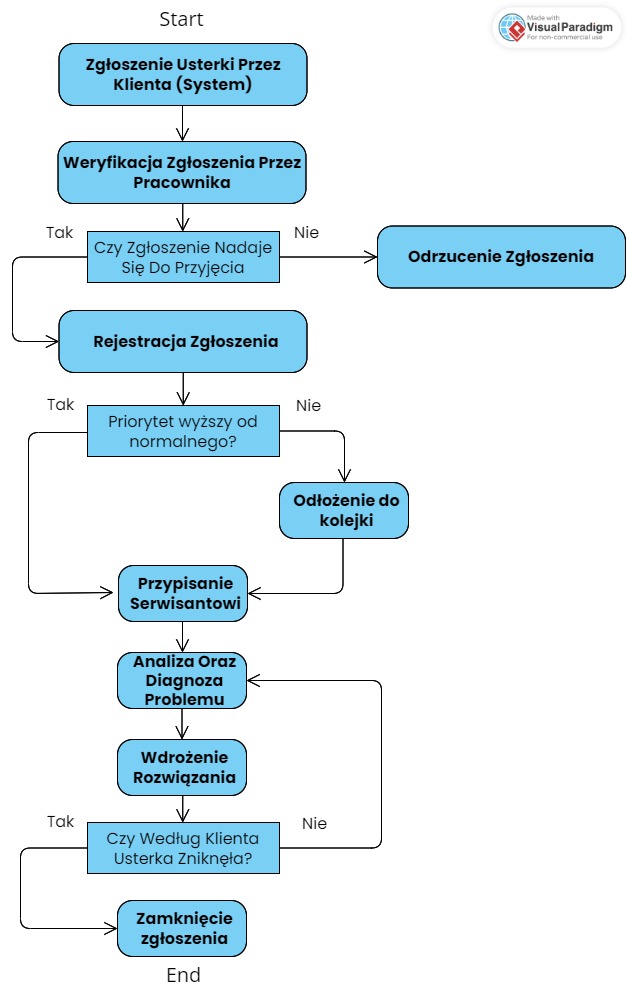 Start
Made with
Visual Paradigm
For non-commercial use
Zgłoszenie Usterki Przez
Klienta (System)
Weryfikacja Zgłoszenia Przez
Pracownika
Tak
Nie
Czy Zgłoszenie Nadaje
Się Do Przyjęcia
Odrzucenie Zgłoszenia
Rejestracja Zgłoszenia
Tak
Nie
Priorytet wyższy od
normalnego?
Odłożenie do
kolejki
Przypisanie
Serwisantowi
Analiza Oraz
Diagnoza
Problemu
Wdrożenie
Rozwiązania
Tak
Nie
Czy Według Klienta
Usterka Zniknęła?
Zamknięcie
zgłoszenia
End